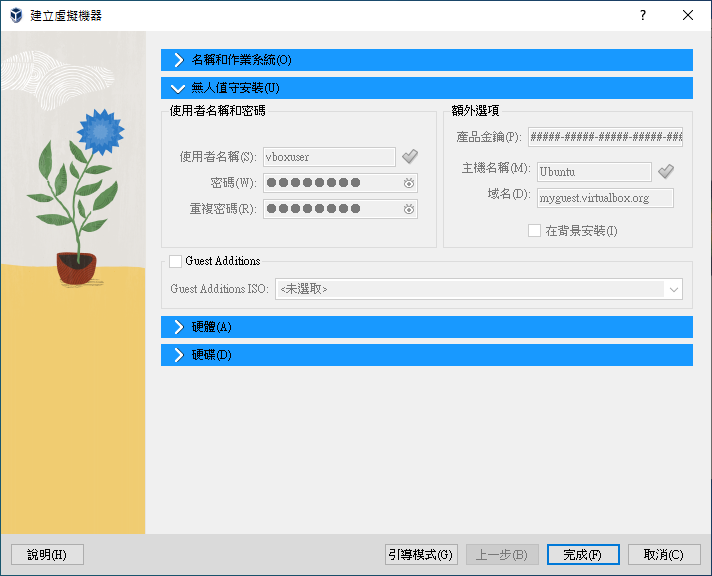 建立虛擬機器
?
名稱和作業系統(O)
無人值守安裝(U)
使用者名稱和密碼
使用者名稱(S): vboxuser
密碼(W): ●●●●●●●●
重複密碼(R): ●●●●●●●●
額外選項
產品金鑰(P): #####-#####-#####-#####-###
主機名稱(M): Ubuntu
域名(D): myguest.virtualbox.org
在背景安裝(I)
Guest Additions
Guest Additions ISO: <未選取>
硬體(A)
硬碟(D)
說明(H) 引導模式(G) 上一步(B) 完成(F) 取消(C)